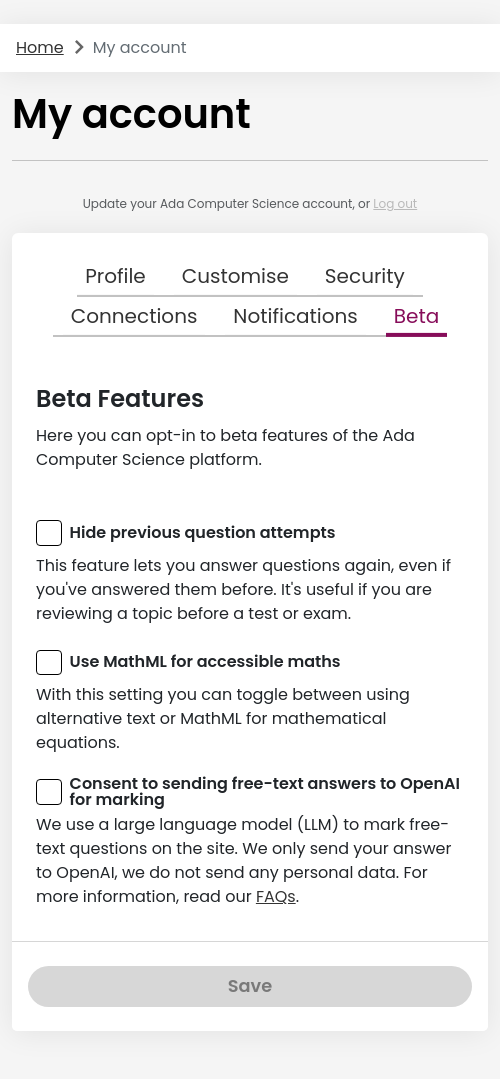 Home > My account
My account
Update your Ada Computer Science account, or Log out
Profile Customise Security
Connections Notifications Beta
Beta Features
Here you can opt-in to beta features of the Ada
Computer Science platform.
Hide previous question attempts
This feature lets you answer questions again, even if
you've answered them before. It's useful if you are
reviewing a topic before a test or exam.
Use MathML for accessible maths
With this setting you can toggle between using
alternative text or MathML for mathematical
equations.
Consent to sending free-text answers to OpenAI
for marking
We use a large language model (LLM) to mark free-
text questions on the site. We only send your answer
to OpenAI, we do not send any personal data. For
more information, read our FAQs.
Save